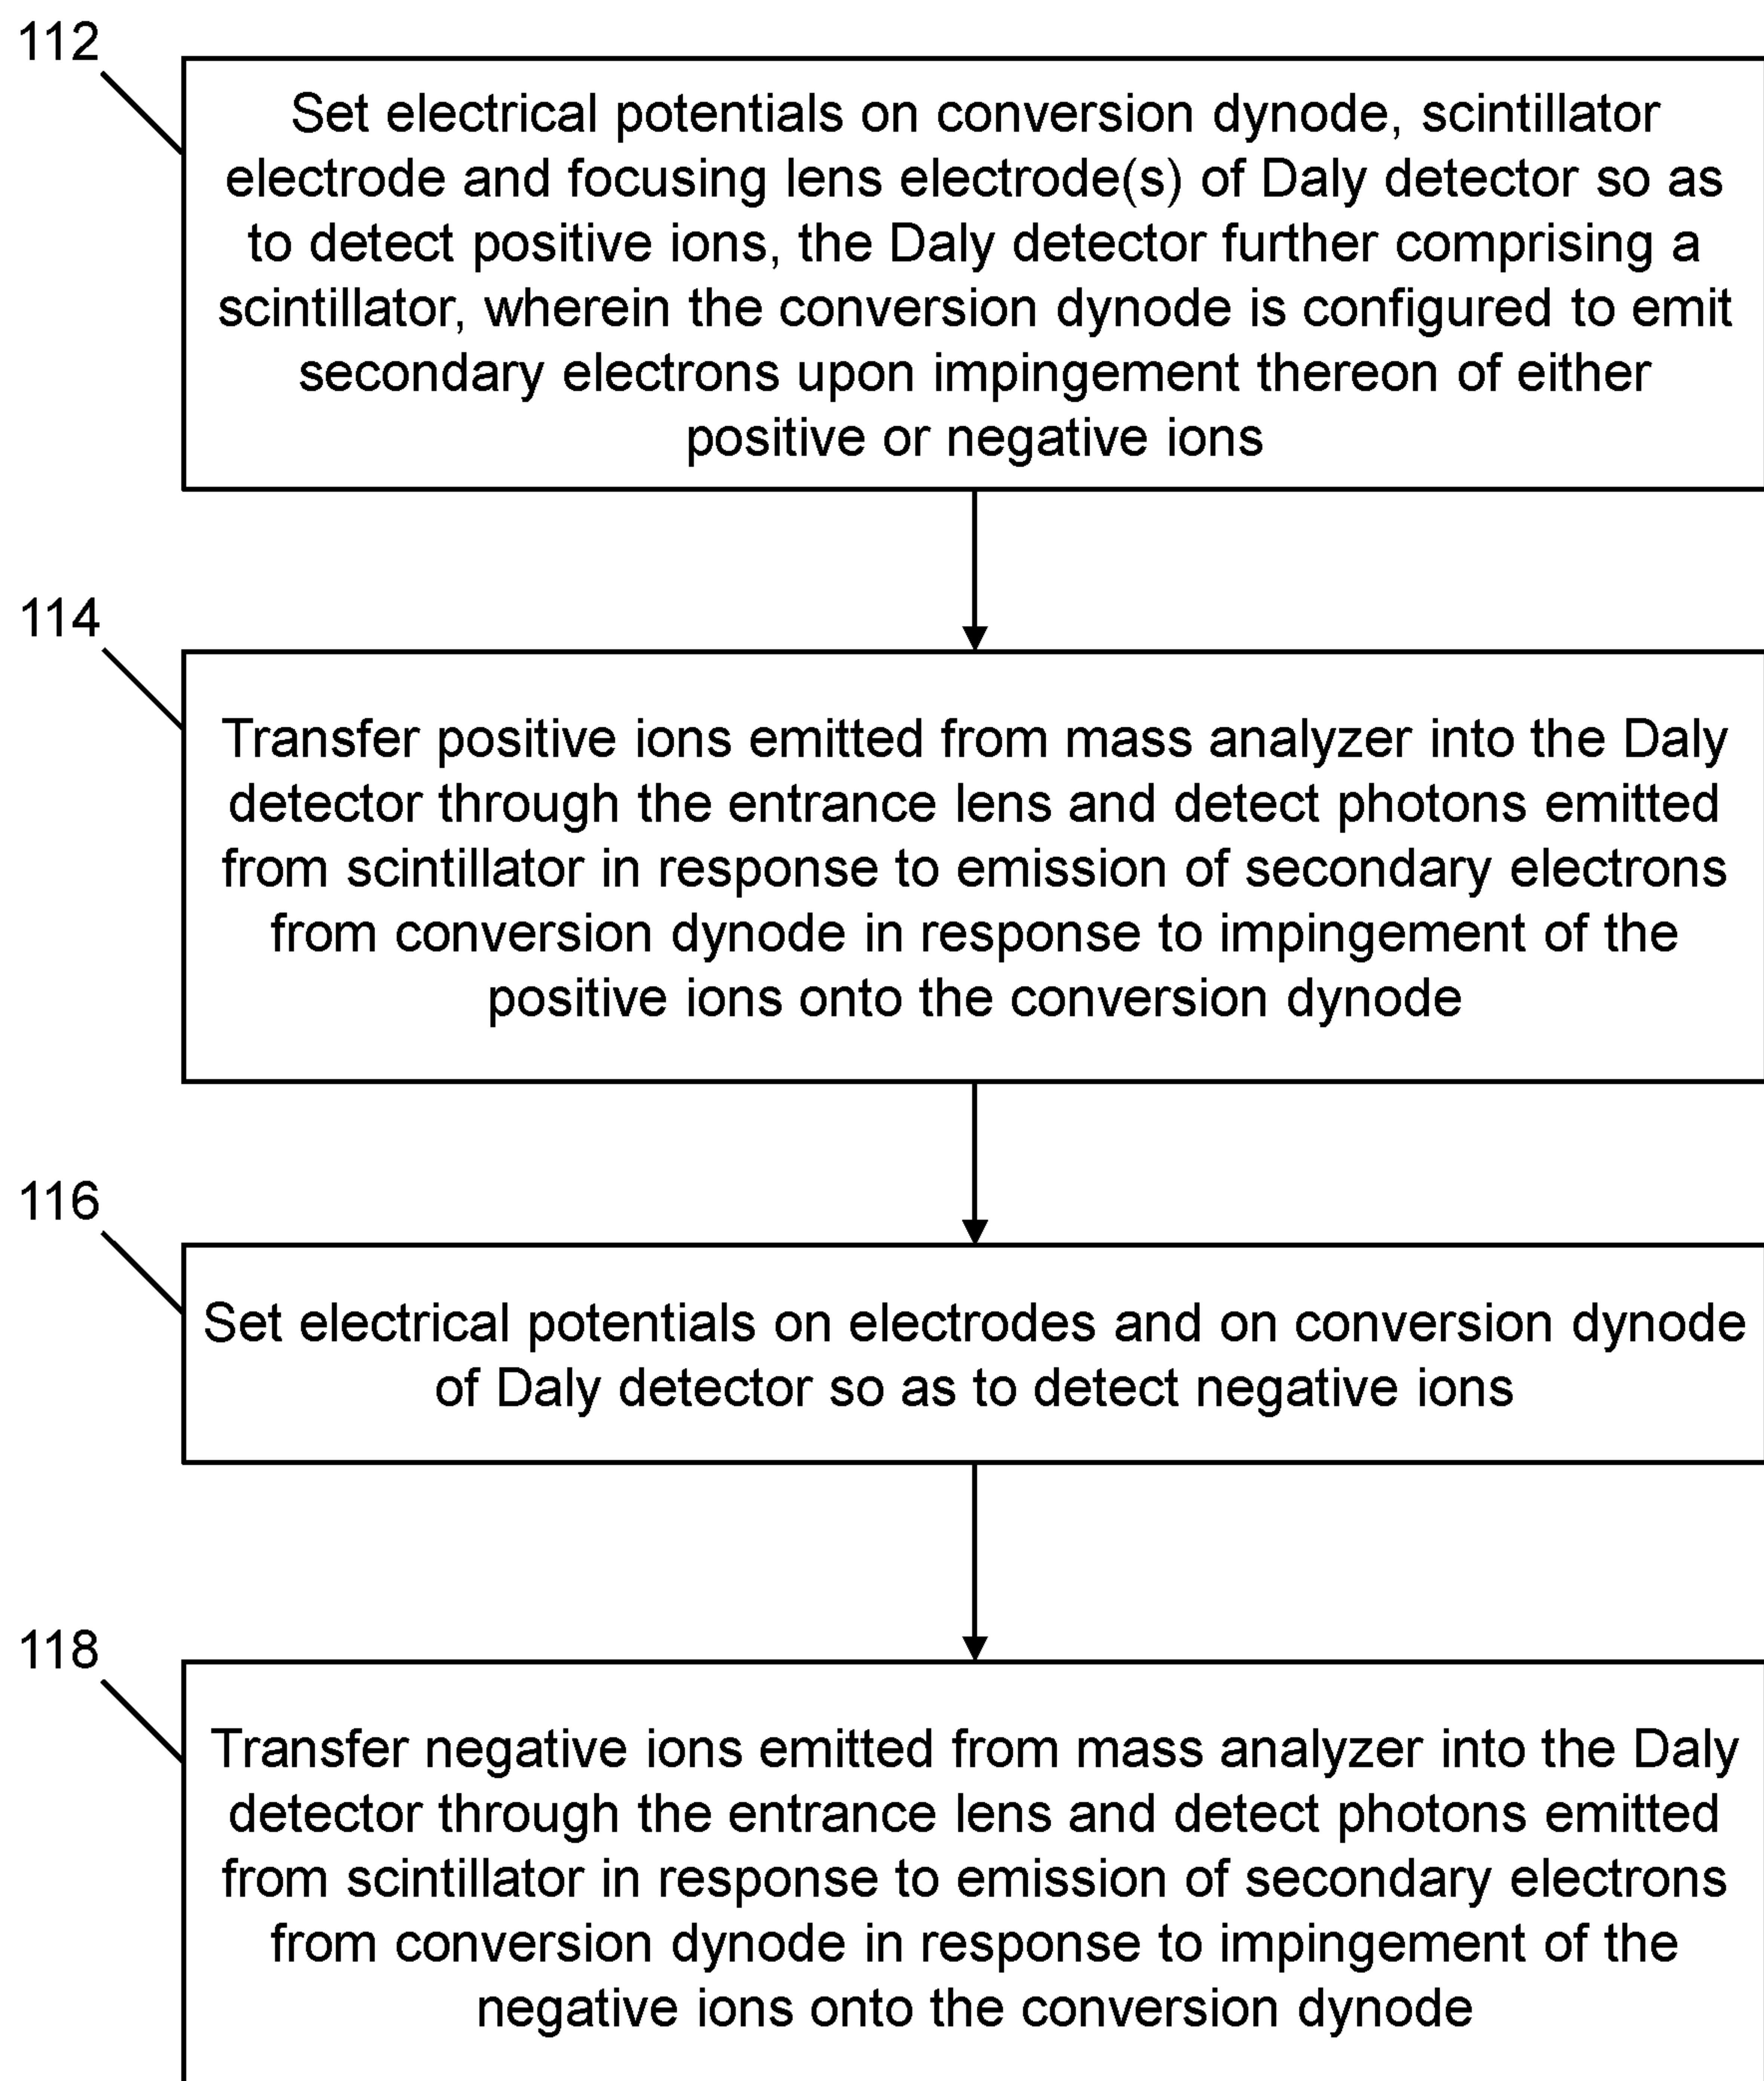 112
Set electrical potentials on conversion dynode, scintillator
electrode and focusing lens electrode(s) of Daly detector so as
to detect positive ions, the Daly detector further comprising a
scintillator, wherein the conversion dynode is configured to emit
secondary electrons upon impingement thereon of either
positive or negative ions
114
Transfer positive ions emitted from mass analyzer into the Daly
detector through the entrance lens and detect photons emitted
from scintillator in response to emission of secondary electrons
from conversion dynode in response to impingement of the
positive ions onto the conversion dynode
116
Set electrical potentials on electrodes and on conversion dynode
of Daly detector so as to detect negative ions
118
Transfer negative ions emitted from mass analyzer into the Daly
detector through the entrance lens and detect photons emitted
from scintillator in response to emission of secondary electrons
from conversion dynode in response to impingement of the
negative ions onto the conversion dynode